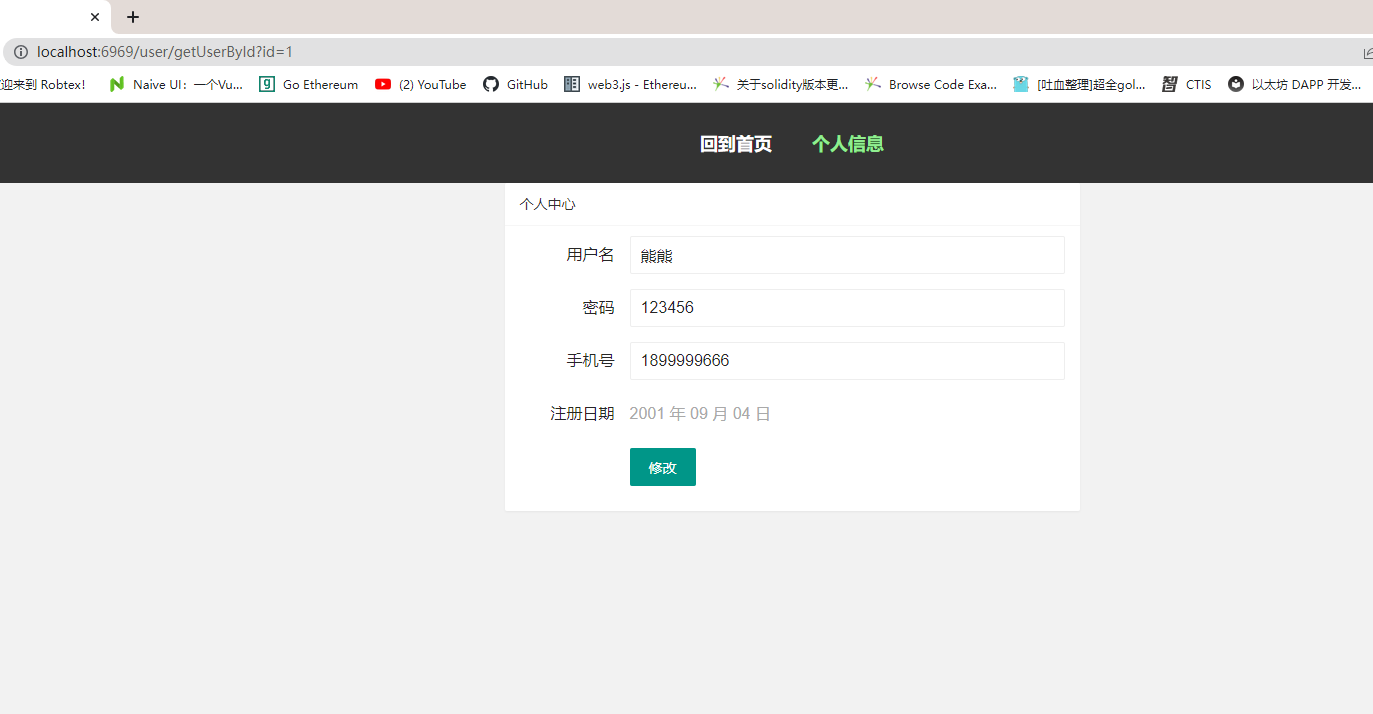 localhost:6969/user/getUserById?id=1
迎来到 Robtex! Naive UI：一个Vu... Go Ethereum (2) YouTube GitHub web3.js - Ethereu... 关于solidity版本更... Browse Code Exa... [吐血整理]超全gol... CTIS 以太坊 DAPP 开发...
回到首页 个人信息
个人中心
用户名 熊熊
密码 123456
手机号 1899999666
注册日期 2001 年 09 月 04 日
修改